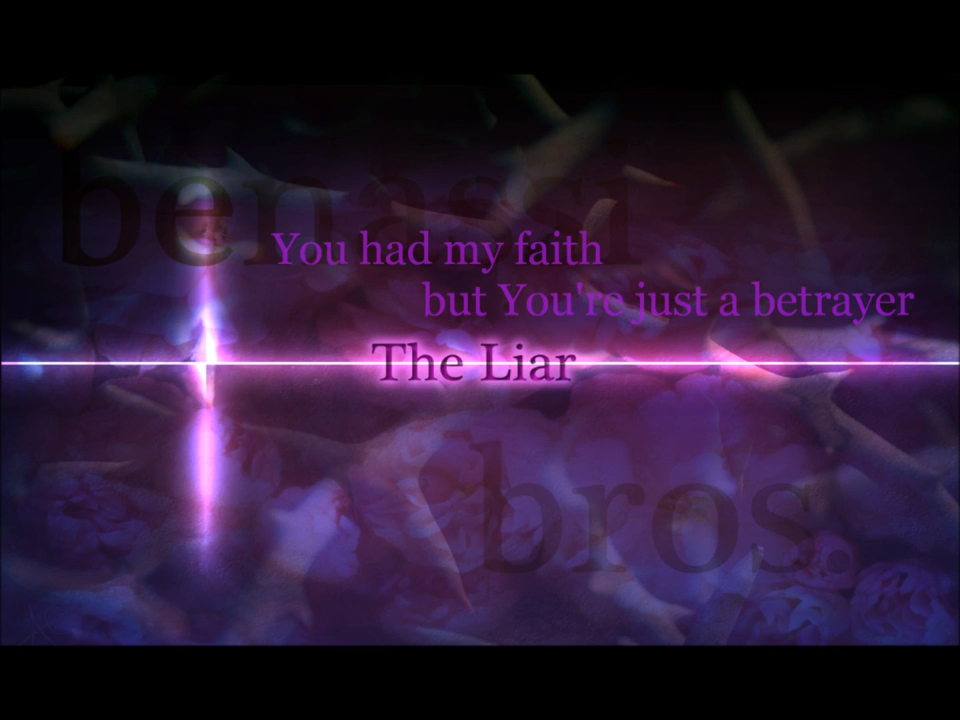 benassi
You had my faith
but You're just a betrayer
The Liar
bros.